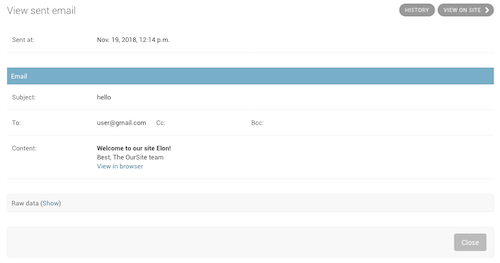 View sent email
HISTORY
VIEW ON SITE
Sent at: Nov. 19, 2018, 12:14 p.m.
Email
Subject: hello
To: user@gmail.com Cc: Bcc:
Content: Welcome to our site Elon!
Best, The OurSite team
View in browser
Raw data (Show)
Close